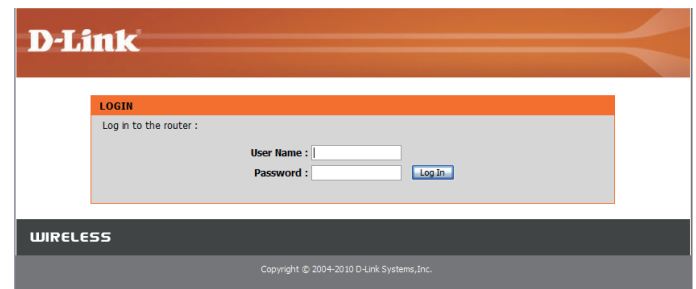 D-Link
LOGIN
Log in to the router :
User Name :
Password :
Log In
WIRELESS
Copyright © 2004-2010 D-Link Systems,Inc.